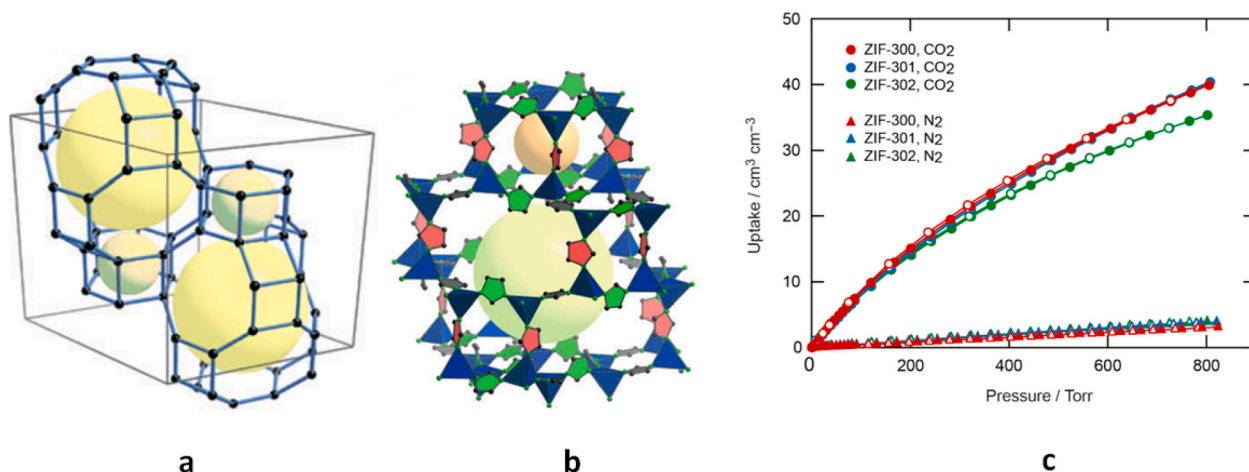 50
40
30
20
10
0
Uptake / cm³ cm⁻³
ZIF-300, CO2
ZIF-301, CO2
ZIF-302, CO2
ZIF-300, N2
ZIF-301, N2
ZIF-302, N2
0 200 400 600 800
Pressure / Torr
a b c